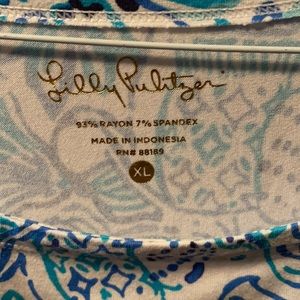 Lilly Pulitzer
93% RAYON 7% SPANDEX
MADE IN INDONESIA
RN# 88189
XL